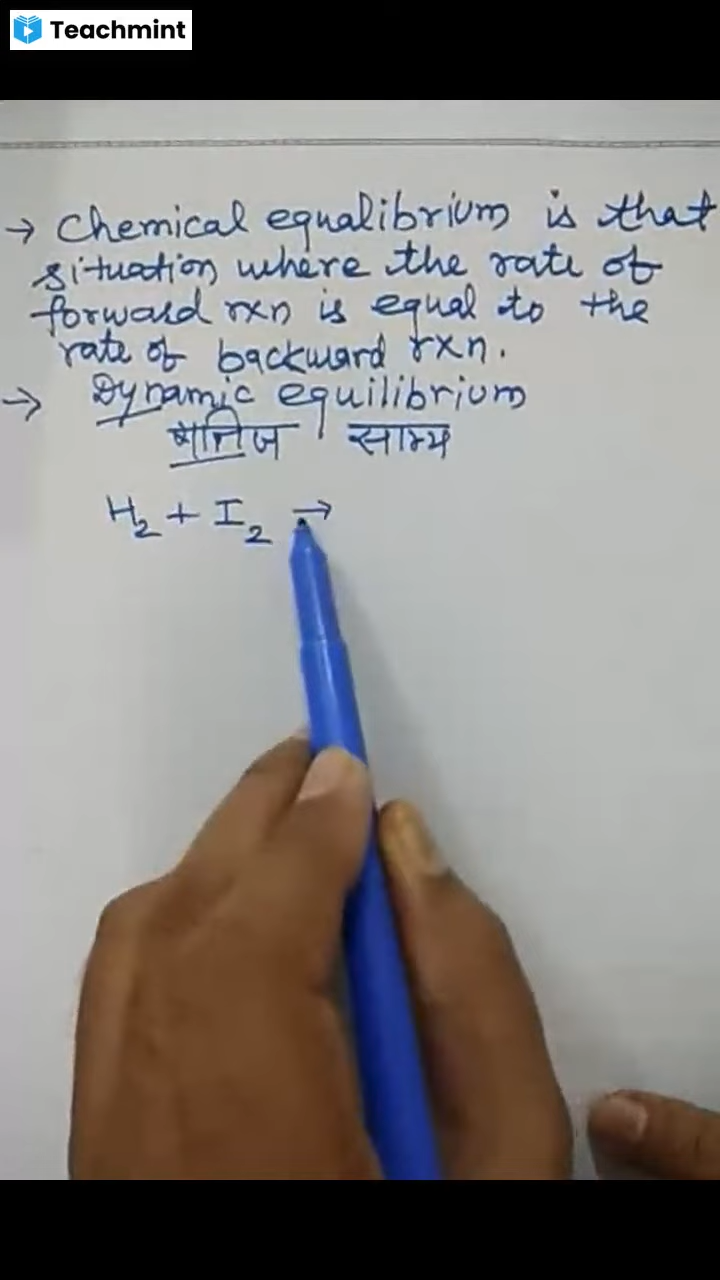 Teachmint
→ Chemical equalibrium is that
situation where the rate of
forward rxn is equal to the
rate of backward rxn.
→ Dynamic equilibrium
साम्य
H₂ + I₂ →